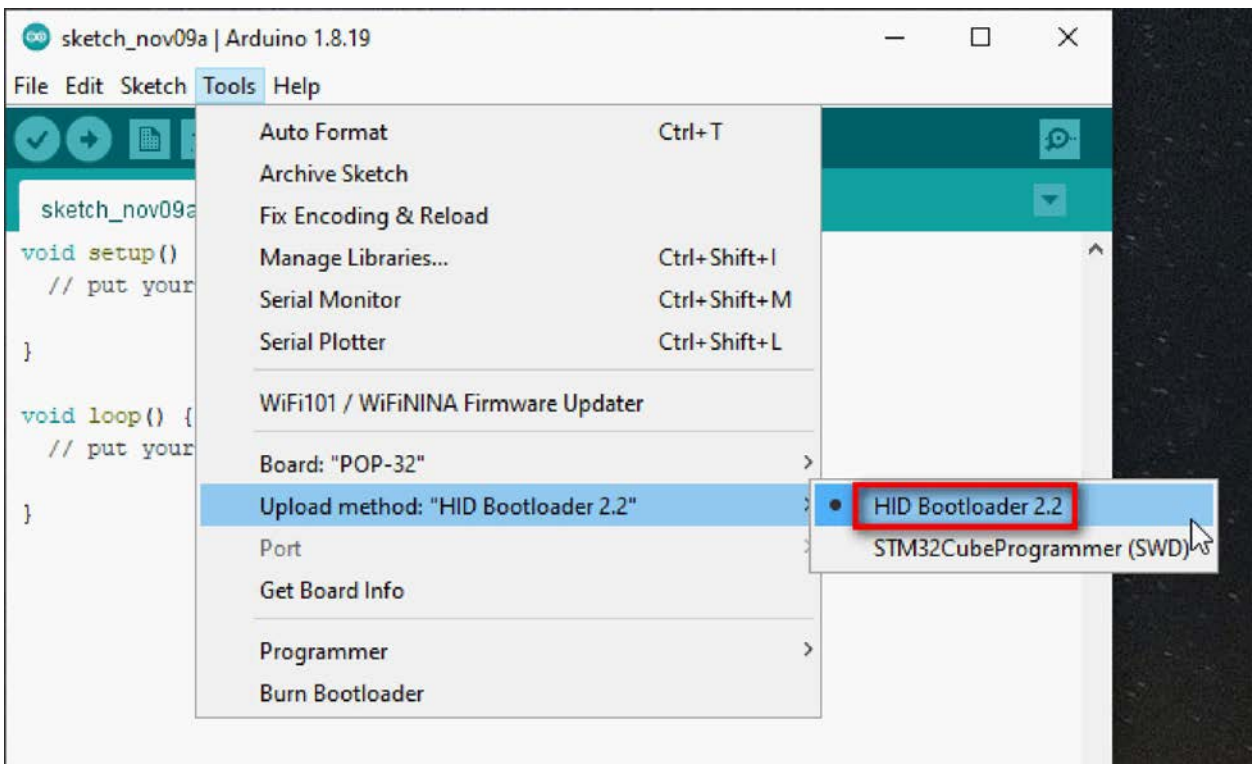 sketch_nov09a | Arduino 1.8.19
File Edit Sketch Tools Help
sketch_nov09a
void setup()
// put your
}
void loop() {
// put your
}
Auto Format Ctrl+T
Archive Sketch
Fix Encoding & Reload
Manage Libraries... Ctrl+Shift+I
Serial Monitor Ctrl+Shift+M
Serial Plotter Ctrl+Shift+L
WiFi101 / WiFiNINA Firmware Updater
Board: "POP-32"
Upload method: "HID Bootloader 2.2"
Port
Get Board Info
Programmer
Burn Bootloader
HID Bootloader 2.2
STM32CubeProgrammer (SWD)